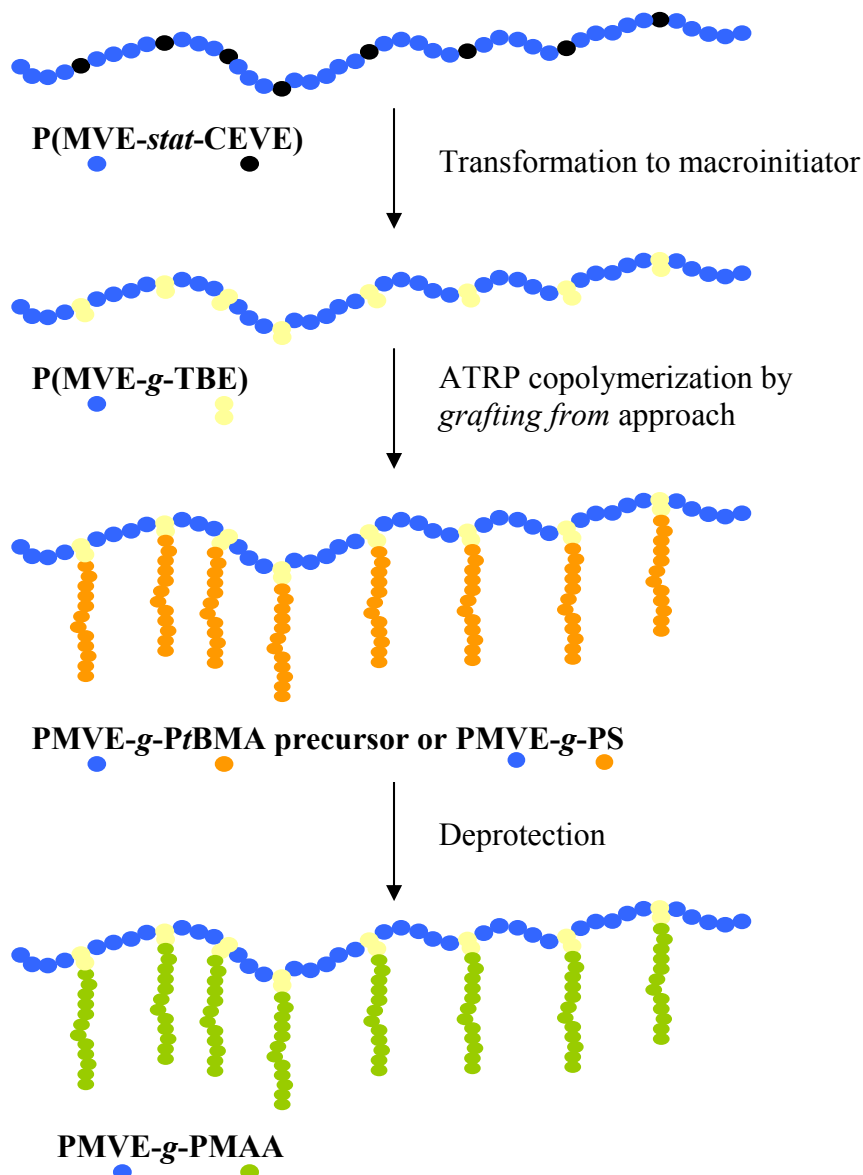 P(MVE-stat-CEVE)
Transformation to macroinitiator
P(MVE-g-TBE)
ATRP copolymerization by
grafting from approach
PMVE-g-PtBMA precursor or PMVE-g-PS
Deprotection
PMVE-g-PMAA